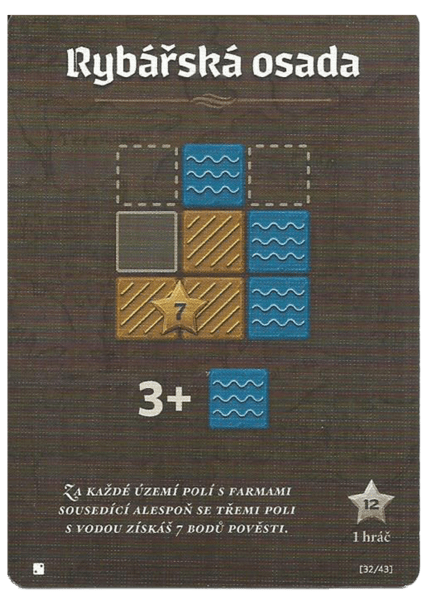 Rybářská osada
7
3+
Za každé území polí s farmami
sousedící alespoň se třemi poli
s vodou získáš 7 bodů pověsti.
12
1 hráč
[32/43]